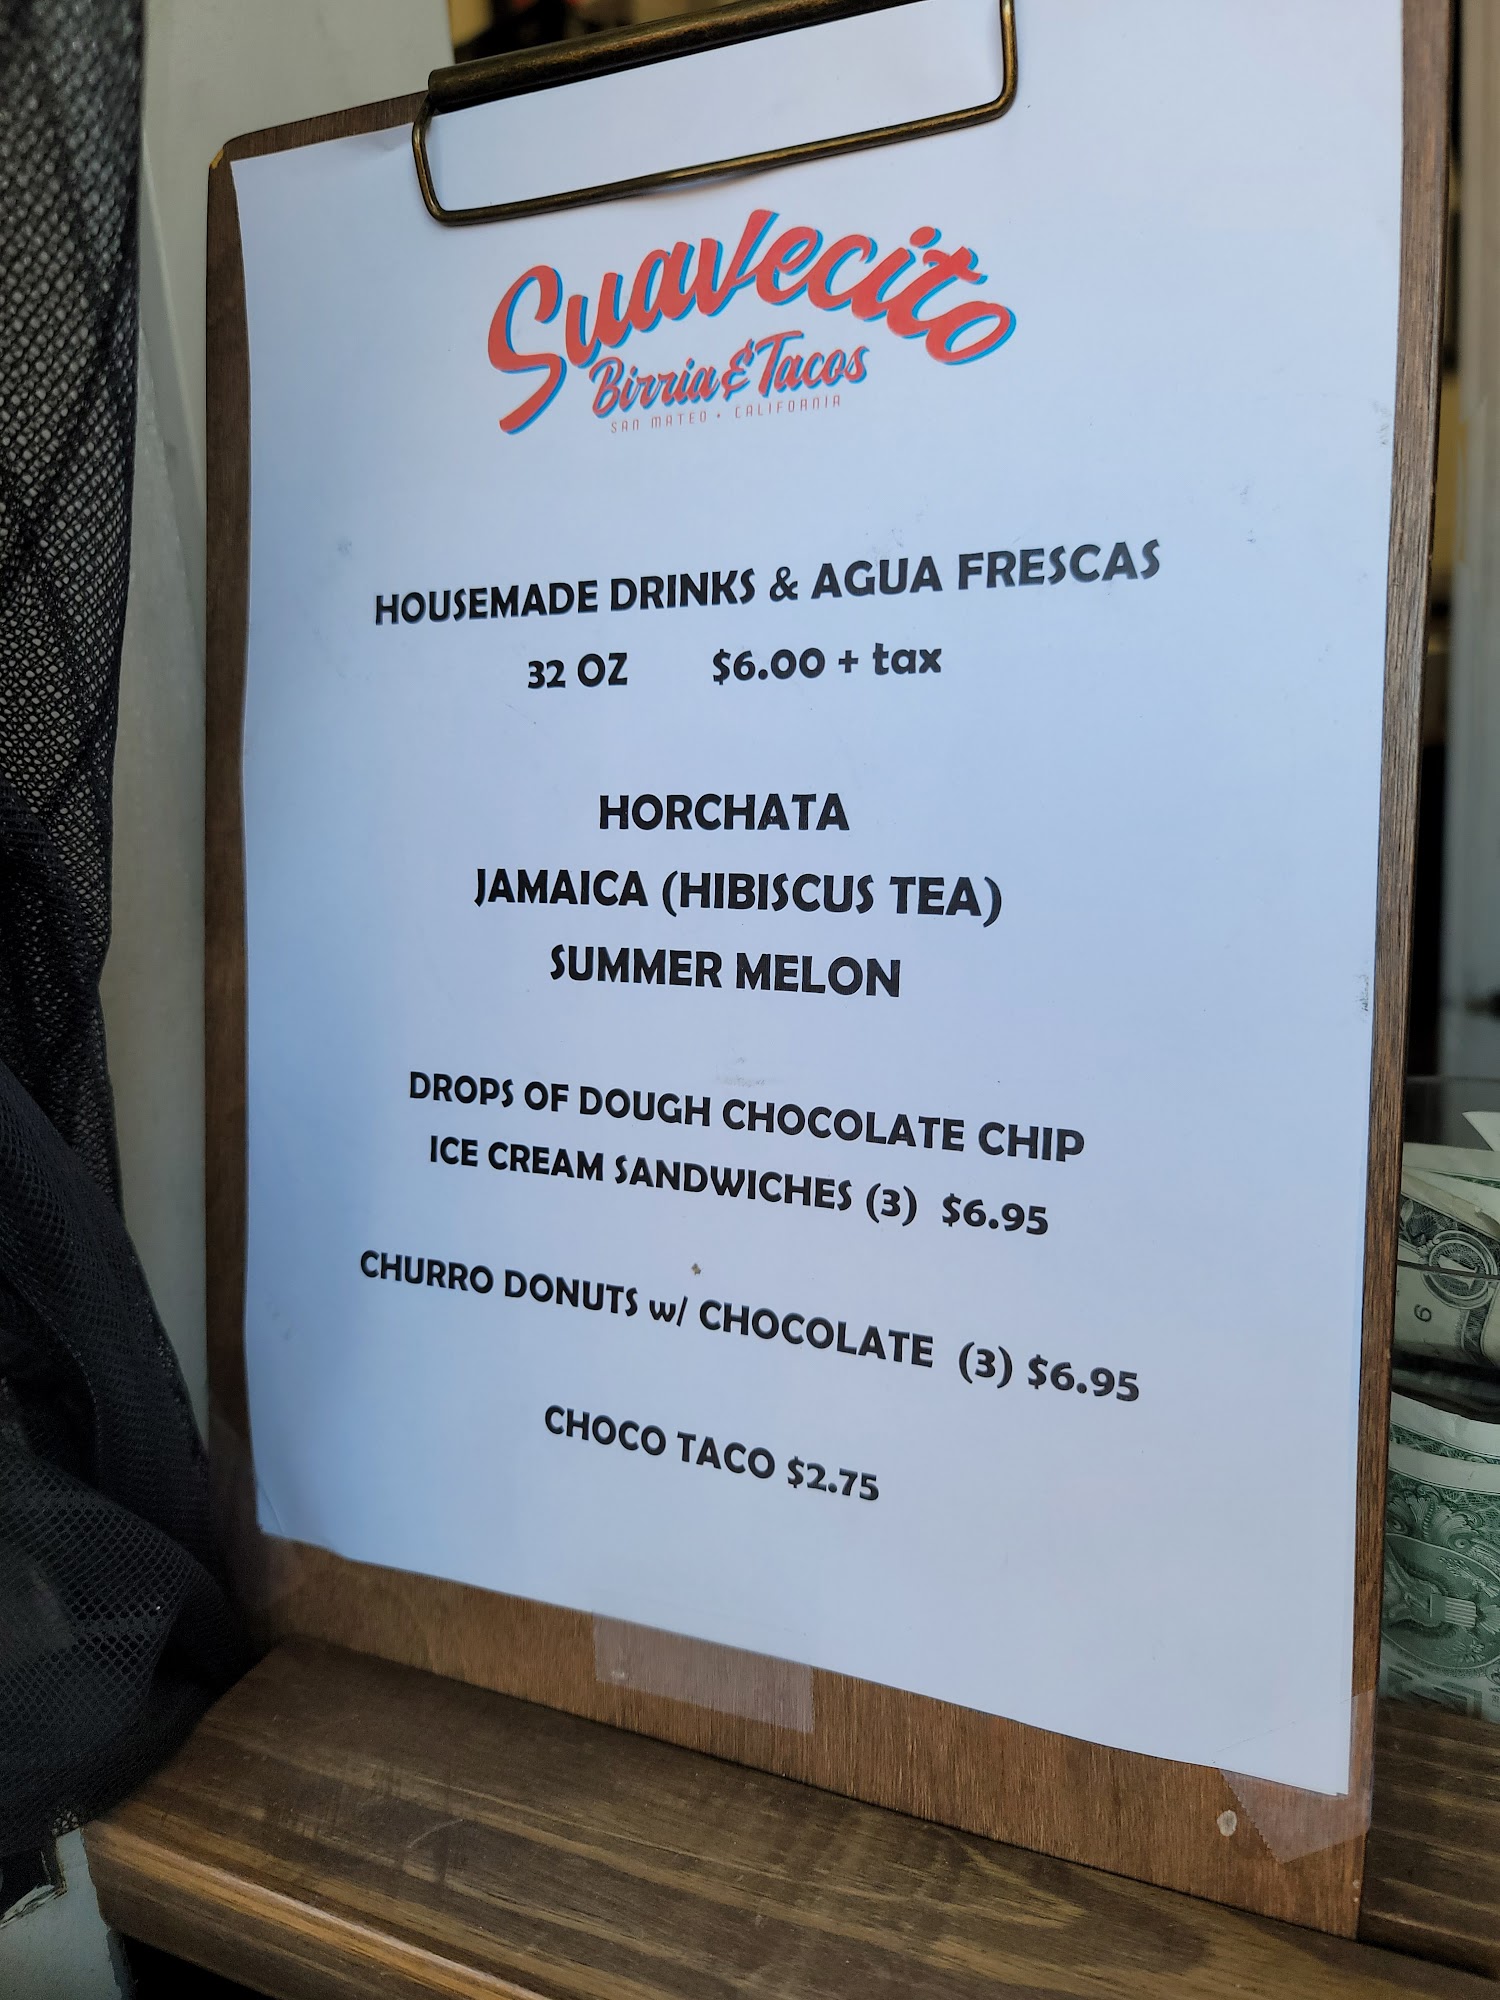 Suavecito
Birria & Tacos
SAN MATEO • CALIFORNIA
HOUSEMADE DRINKS & AGUA FRESCAS
32 OZ $6.00 + tax
HORCHATA
JAMAICA (HIBISCUS TEA)
SUMMER MELON
DROPS OF DOUGH CHOCOLATE CHIP
ICE CREAM SANDWICHES (3) $6.95
CHURRO DONUTS w/ CHOCOLATE (3) $6.95
CHOCO TACO $2.75